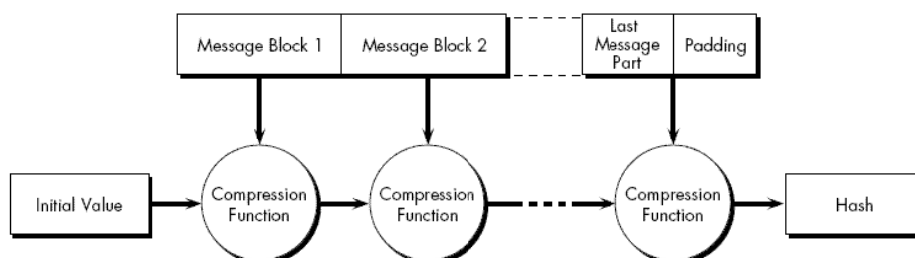 Message Block 1
Message Block 2
Last
Message
Part
Padding
Initial Value
Compression
Function
Compression
Function
Compression
Function
Hash